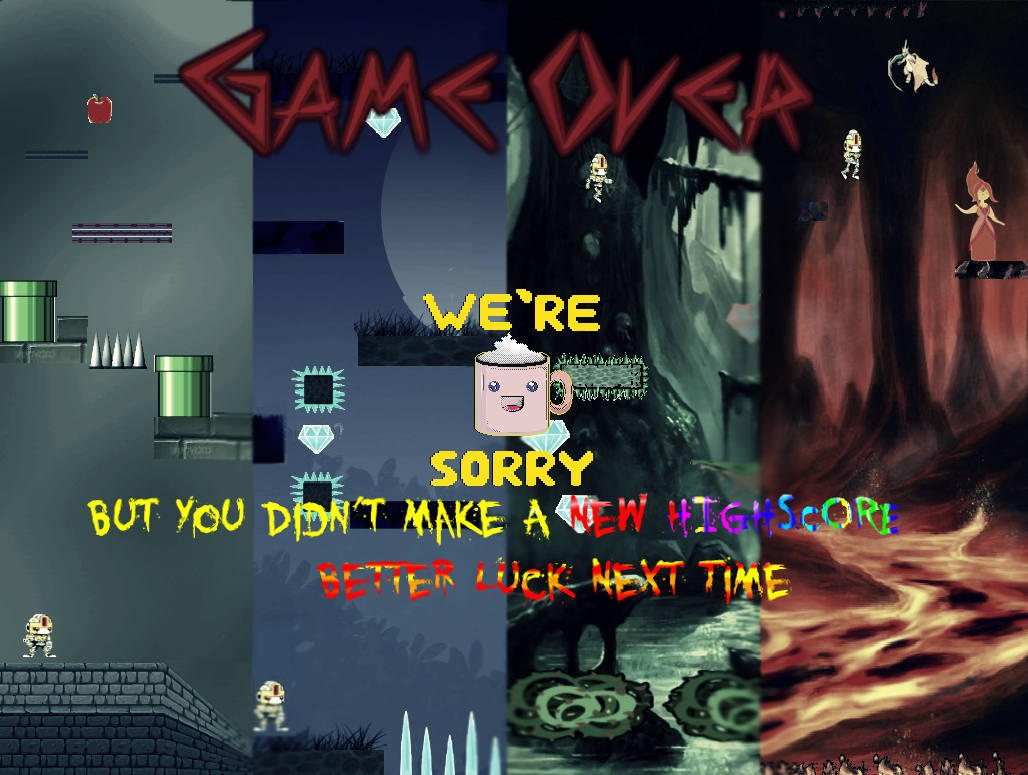 GAME OVER
WE'RE
SORRY
BUT YOU DIDN'T MAKE A NEW HIGHSCORE
BETTER LUCK NEXT TIME